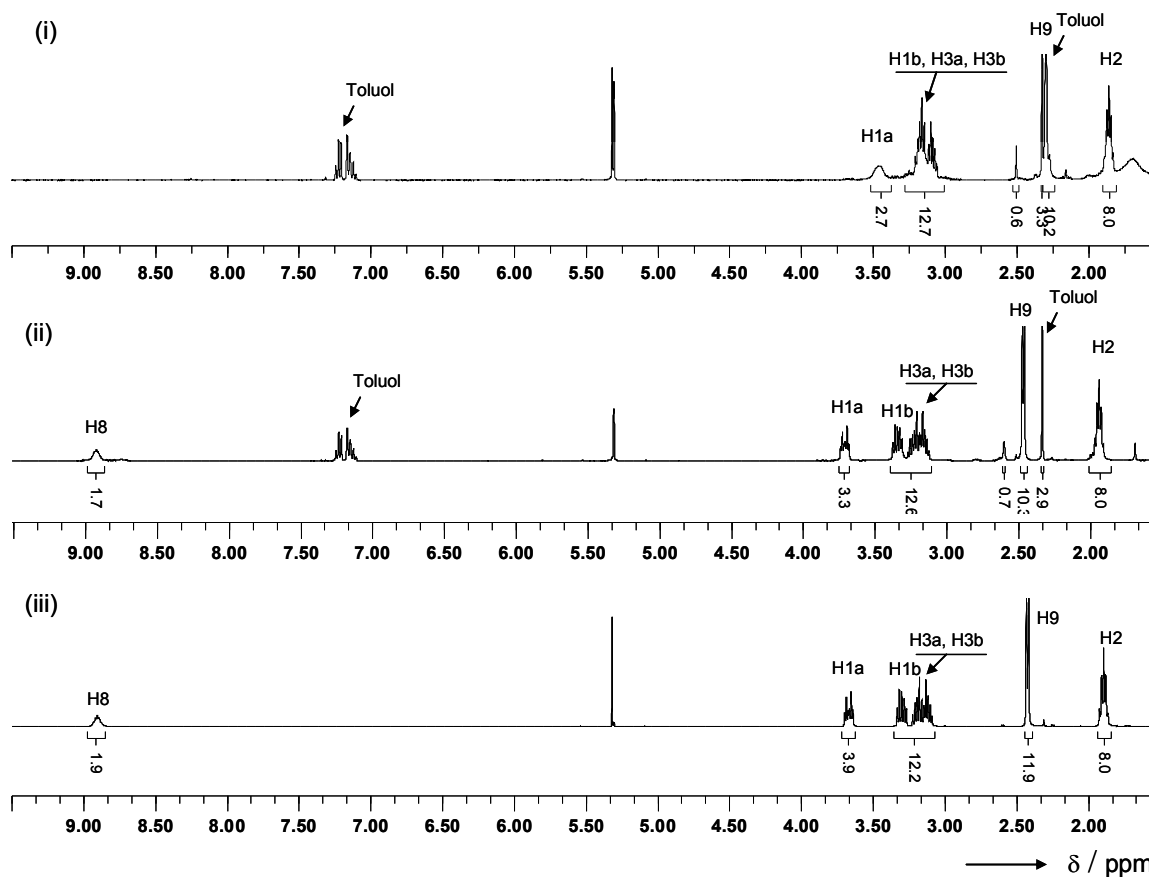 (i)
H9
Toluol
H1b, H3a, H3b
H2
Toluol
H1a
2.7
12.7
0.6
3.3
10.2
8.0
9.00 8.50 8.00 7.50 7.00 6.50 6.00 5.50 5.00 4.50 4.00 3.50 3.00 2.50 2.00
(ii)
H9
Toluol
H2
Toluol
H3a, H3b
H8
H1a
H1b
1.7
3.3
12.6
0.7
10.3
2.9
8.0
9.00 8.50 8.00 7.50 7.00 6.50 6.00 5.50 5.00 4.50 4.00 3.50 3.00 2.50 2.00
(iii)
H9
H3a, H3b
H2
H8
H1a
H1b
1.9
3.9
12.2
11.9
8.0
9.00 8.50 8.00 7.50 7.00 6.50 6.00 5.50 5.00 4.50 4.00 3.50 3.00 2.50 2.00
δ / ppm